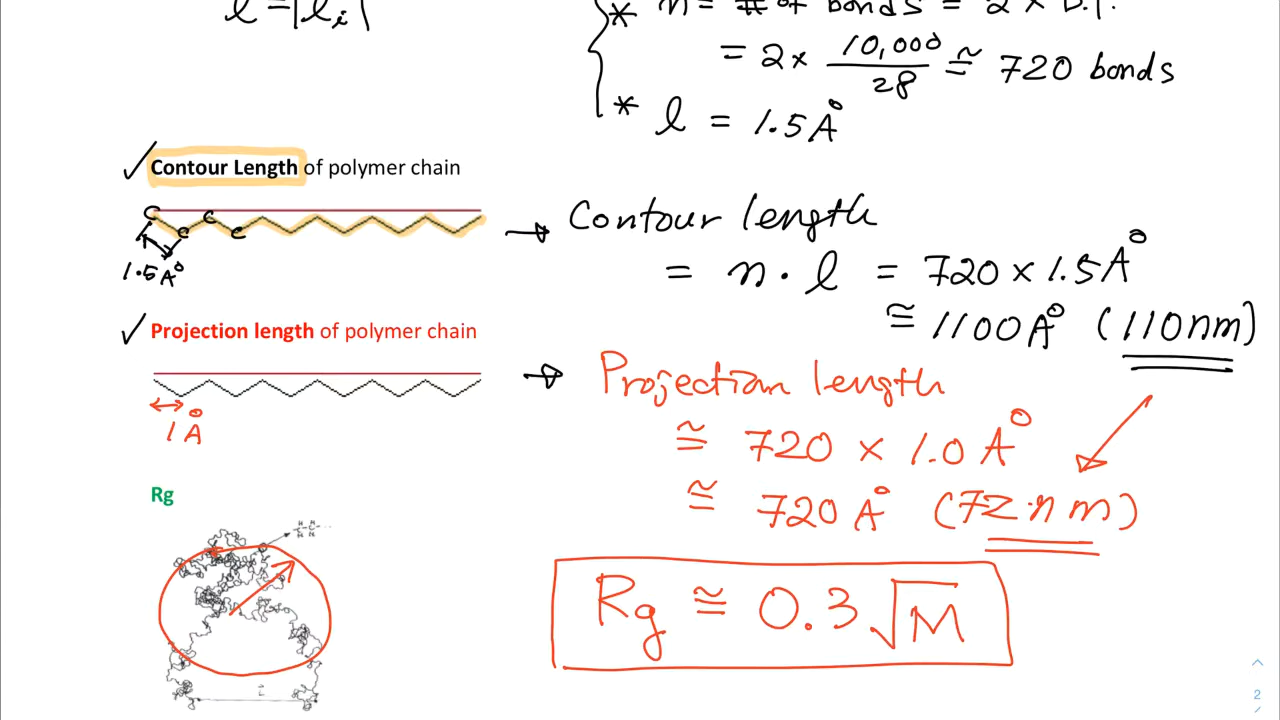 l = |l_i|
* n = # of bonds = 2 × D.P.
= 2 × 10,000/28 ≅ 720 bonds
* l = 1.5 Å
✓ Contour Length of polymer chain
C C C C
1.5 Å
→ Contour length
= n · l = 720 × 1.5 Å
≅ 1100 Å (110 nm)
✓ Projection length of polymer chain
1 Å
→ Projection length
≅ 720 × 1.0 Å
≅ 720 Å (72 nm)
Rg
Rg ≅ 0.3 √M
2